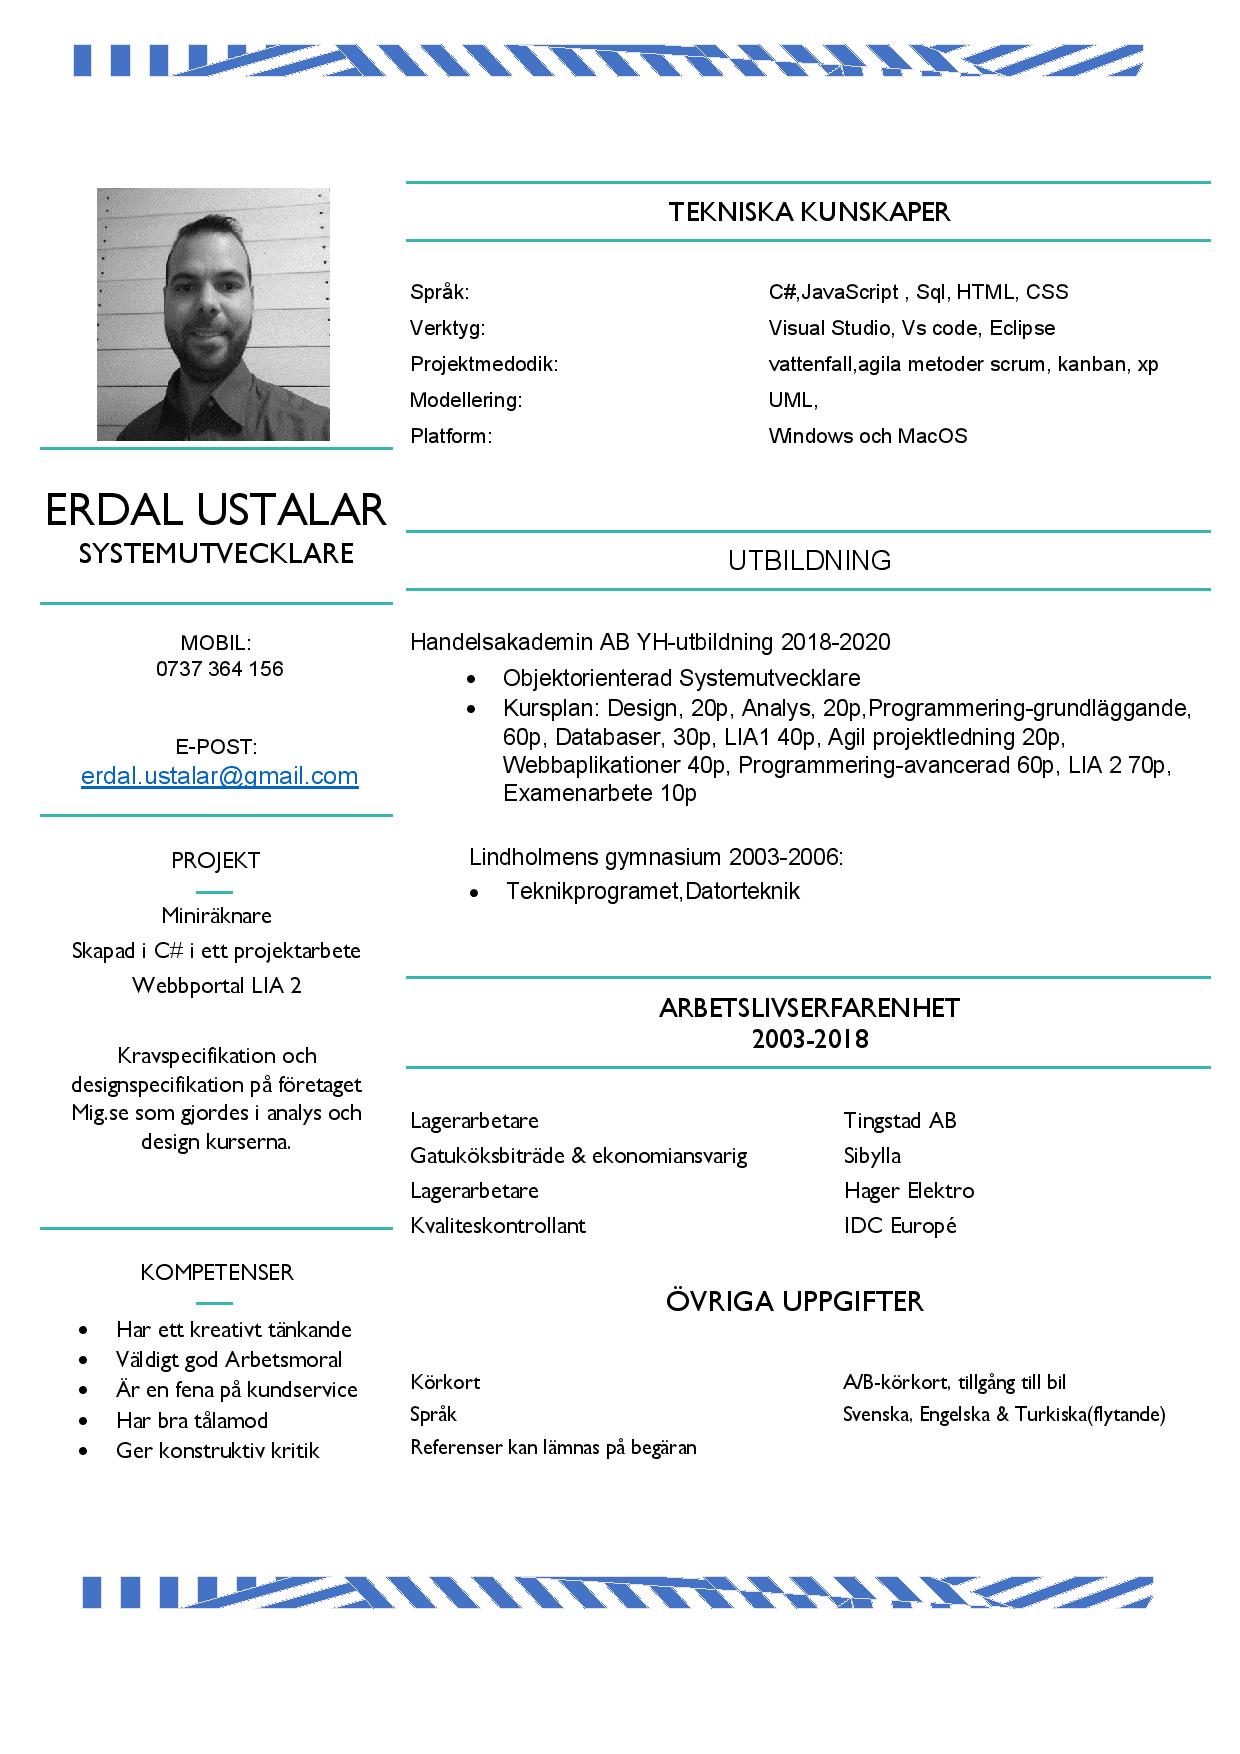 ERDAL USTALAR
SYSTEMUTVECKLARE
MOBIL:
0737 364 156
E-POST:
erdal.ustalar@gmail.com
PROJEKT
Miniräknare
Skapad i C# i ett projektarbete
Webbportal LIA 2
Kravspecifikation och
designspecifikation på företaget
Mig.se som gjordes i analys och
design kurserna.
KOMPETENSER
• Har ett kreativt tänkande
• Väldigt god Arbetsmoral
• Är en fena på kundservice
• Har bra tålamod
• Ger konstruktiv kritik
TEKNISKA KUNSKAPER
Språk: C#,JavaScript , Sql, HTML, CSS
Verktyg: Visual Studio, Vs code, Eclipse
Projektmedodik: vattenfall,agila metoder scrum, kanban, xp
Modellering: UML,
Platform: Windows och MacOS
UTBILDNING
Handelsakademin AB YH-utbildning 2018-2020
• Objektorienterad Systemutvecklare
• Kursplan: Design, 20p, Analys, 20p,Programmering-grundläggande,
60p, Databaser, 30p, LIA1 40p, Agil projektledning 20p,
Webbaplikationer 40p, Programmering-avancerad 60p, LIA 2 70p,
Examenarbete 10p
Lindholmens gymnasium 2003-2006:
• Teknikprogramet,Datorteknik
ARBETSLIVSERFARENHET
2003-2018
Lagerarbetare Tingstad AB
Gatuköksbiträde & ekonomiansvarig Sibylla
Lagerarbetare Hager Elektro
Kvaliteskontrollant IDC Europé
ÖVRIGA UPPGIFTER
Körkort A/B-körkort, tillgång till bil
Språk Svenska, Engelska & Turkiska(flytande)
Referenser kan lämnas på begäran